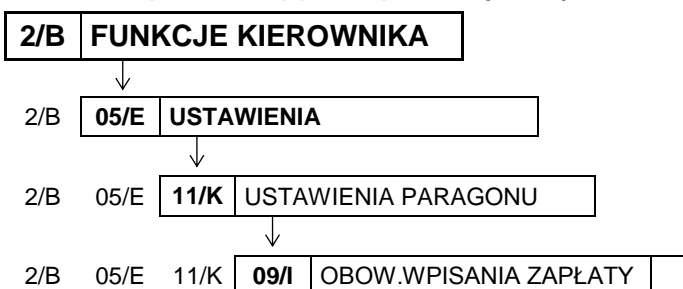 2/B FUNKCJE KIEROWNIKA
2/B 05/E USTAWIENIA
2/B 05/E 11/K USTAWIENIA PARAGONU
2/B 05/E 11/K 09/I OBOW.WPISANIA ZAPŁATY